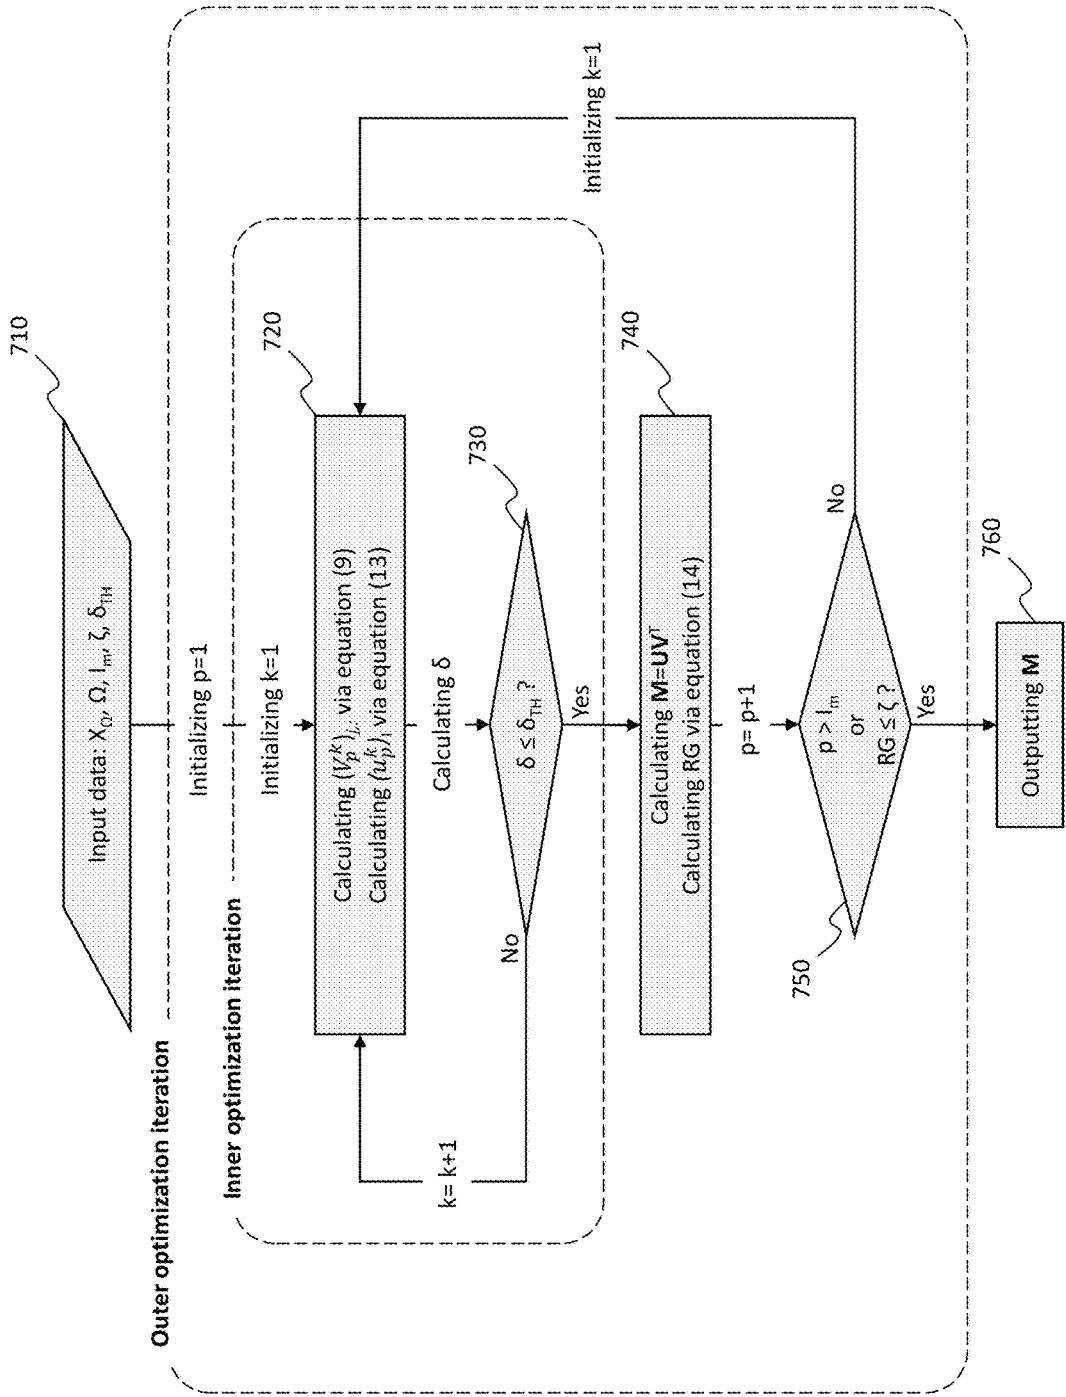 710
Input data: X_Ω, Ω, I_m, ζ, δ_TH
Outer optimization iteration
Initializing p=1
Inner optimization iteration
Initializing k=1
Initializing k=1
720
Calculating (V_p^k)_j,: via equation (9)
Calculating (u_p^k)_i via equation (13)
k= k+1
Calculating δ
730
δ ≤ δ_TH ?
No
Yes
740
Calculating M=UV^T
Calculating RG via equation (14)
p= p+1
750
p > I_m
or
RG ≤ ζ ?
No
Yes
760
Outputting M